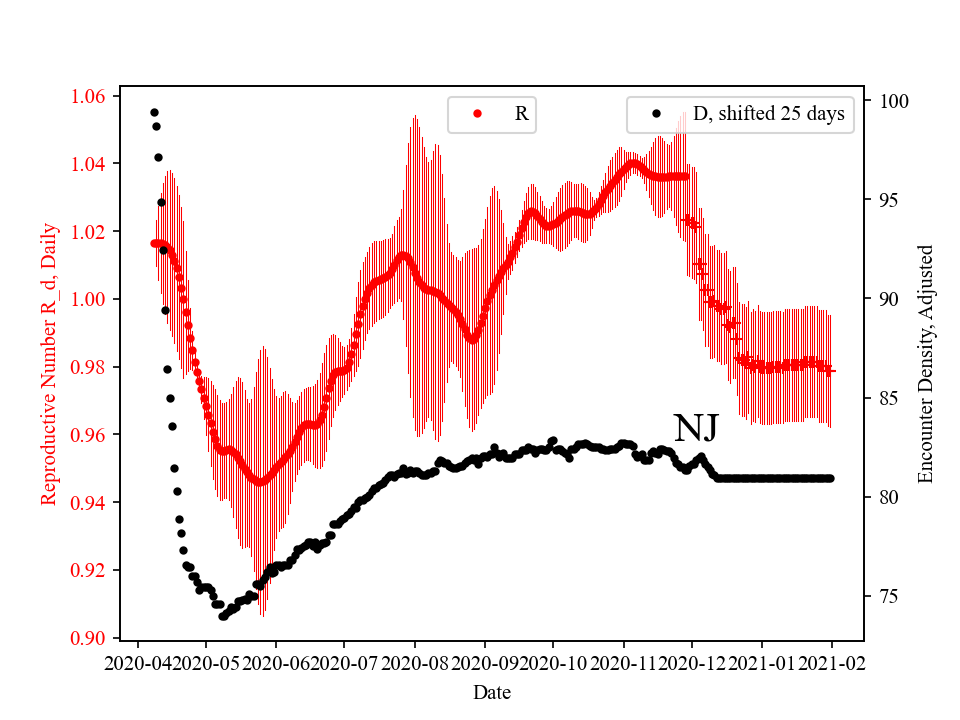 R
D, shifted 25 days
1.06
1.04
1.02
1.00
0.98
0.96
0.94
0.92
0.90
Reproductive Number R_d, Daily
100
95
90
85
80
75
Encounter Density, Adjusted
NJ
2020-04 2020-05 2020-06 2020-07 2020-08 2020-09 2020-10 2020-11 2020-12 2021-01 2021-02
Date